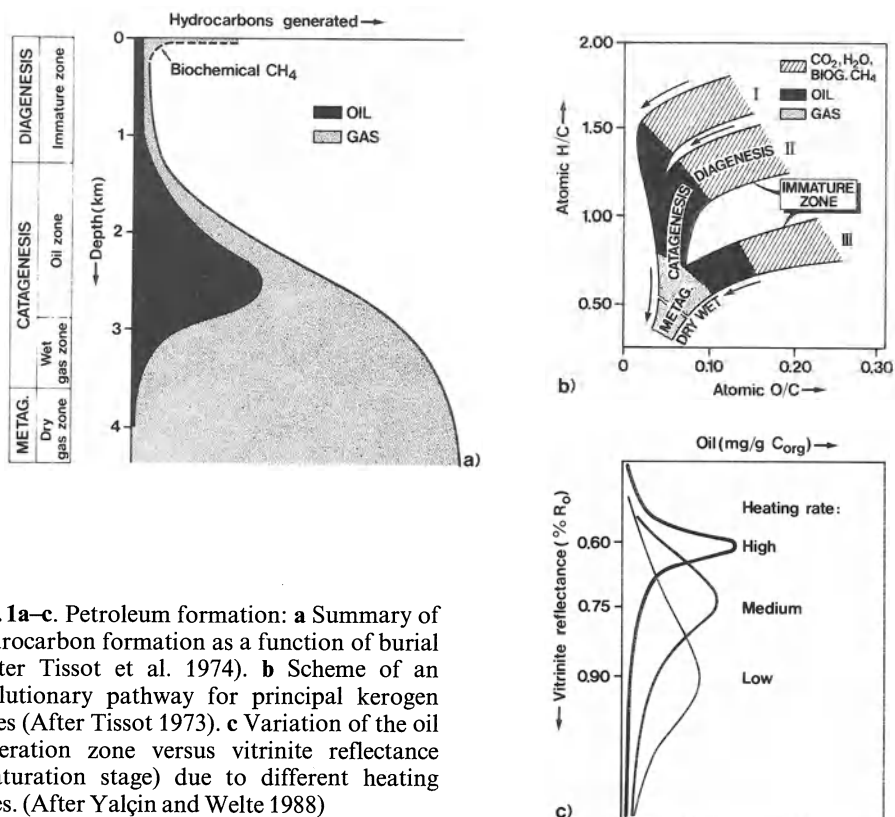 Hydrocarbons generated →
0
1
2
3
4
← Depth (km)
DIAGENESIS
Immature zone
CATAGENESIS
Oil zone
Wet gas zone
METAG.
Dry gas zone
Biochemical CH₄
OIL
GAS
a)
2.00
1.50
1.00
0.50
Atomic H/C →
CO₂, H₂O,
BIOG. CH₄
OIL
GAS
I
II
III
DIAGENESIS
IMMATURE
ZONE
CATAGENESIS
METAG.
DRY WET
0
0.10
0.20
0.30
b)
Atomic O/C →
Oil (mg/g Corg) →
← Vitrinite reflectance (% Ro)
Heating rate:
0.60
High
0.75
Medium
0.90
Low
c)
. 1a–c. Petroleum formation: a Summary of
rocarbon formation as a function of burial
ter Tissot et al. 1974). b Scheme of an
lutionary pathway for principal kerogen
es (After Tissot 1973). c Variation of the oil
eration zone versus vitrinite reflectance
aturation stage) due to different heating
es. (After Yalçin and Welte 1988)